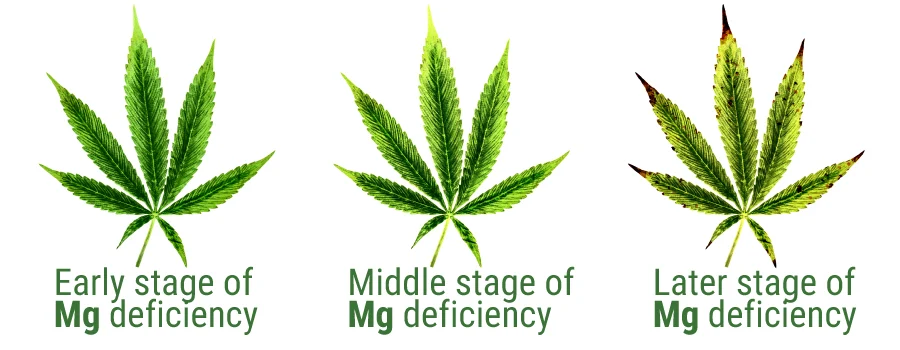 Early stage of
Mg deficiency
Middle stage of
Mg deficiency
Later stage of
Mg deficiency